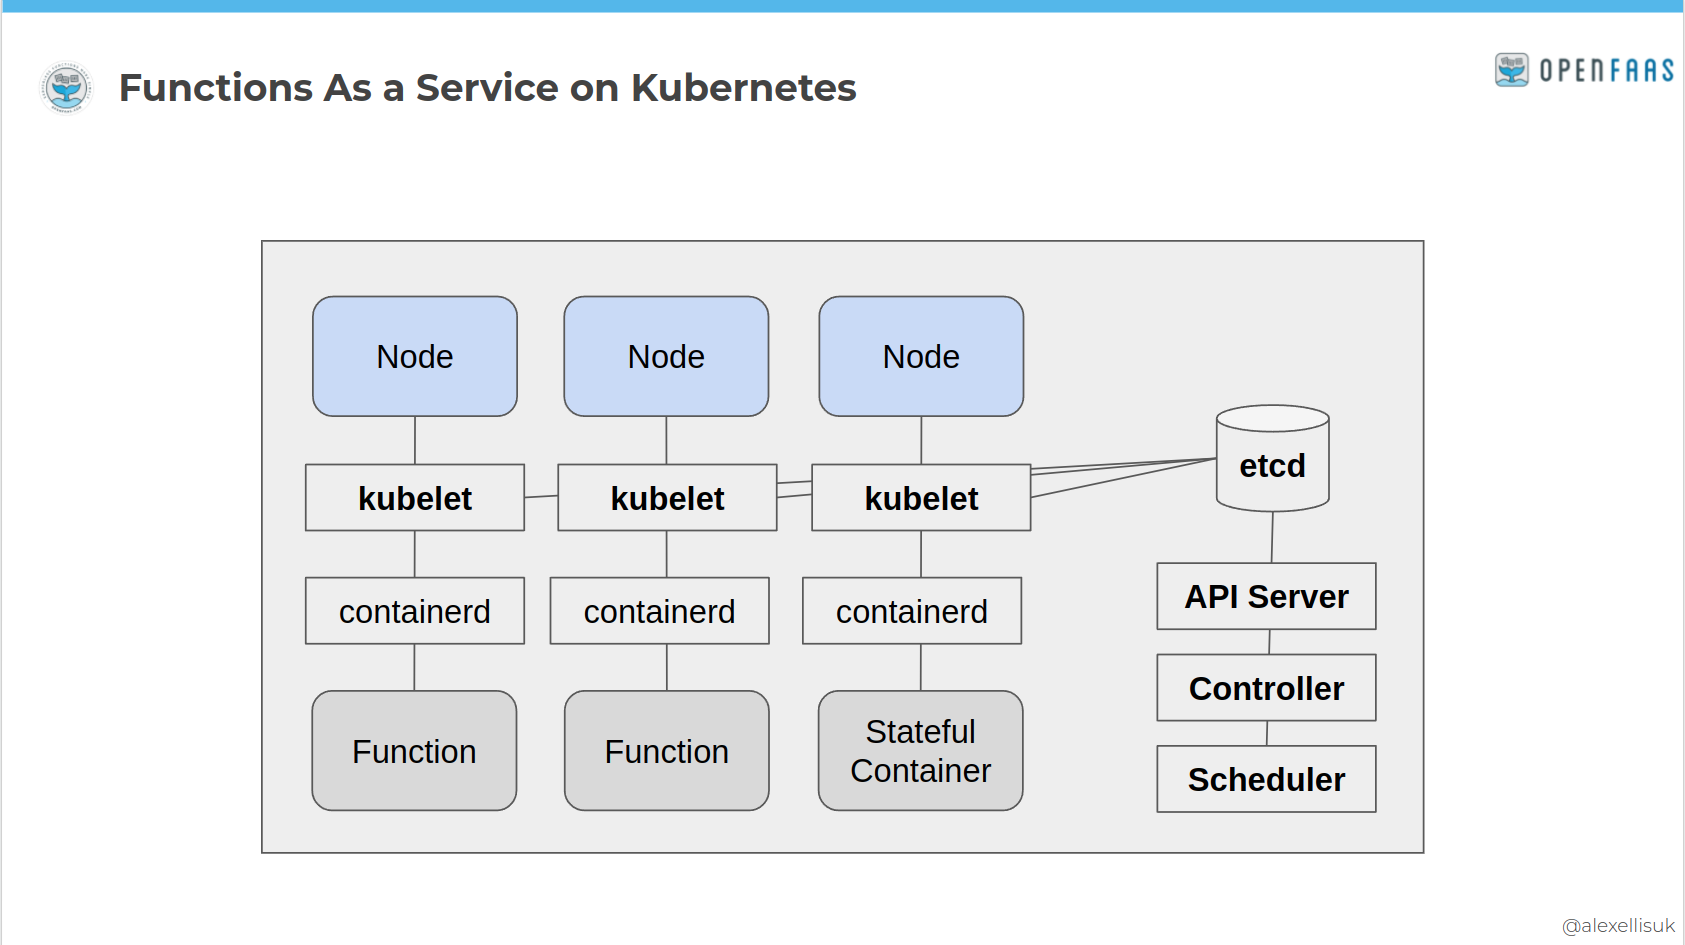 Functions As a Service on Kubernetes
OPENFAAS
Node
Node
Node
kubelet
kubelet
kubelet
etcd
containerd
containerd
containerd
API Server
Controller
Function
Function
Stateful
Container
Scheduler
@alexellisuk